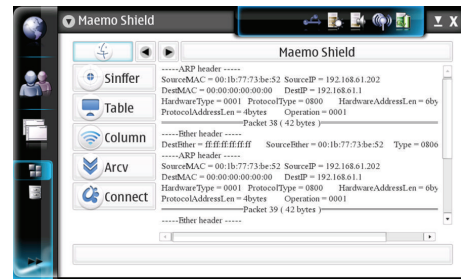 Maemo Shield
Maemo Shield
Sinffer
Table
Column
Arcv
Connect
-----ARP header -----
SourceMAC = 00:1b:77:73:be:52 SourceIP = 192.168.61.202
DestMAC = 00:00:00:00:00:00 DestIP = 192.168.61.1
HardwareType = 0001 ProtocolType = 0800 HardwareAddressLen = 6by
ProtocolAddressLen = 4bytes Operation = 0001
Packet 38 ( 42 bytes )
-----Ether header -----
DestEther = ff:ff:ff:ff:ff:ff SourceEther = 00:1b:77:73:be:52 Type = 0806
-----ARP header -----
SourceMAC = 00:1b:77:73:be:52 SourceIP = 192.168.61.202
DestMAC = 00:00:00:00:00:00 DestIP = 192.168.61.1
HardwareType = 0001 ProtocolType = 0800 HardwareAddressLen = 6by
ProtocolAddressLen = 4bytes Operation = 0001
Packet 39 ( 42 bytes )
-----Ether header -----